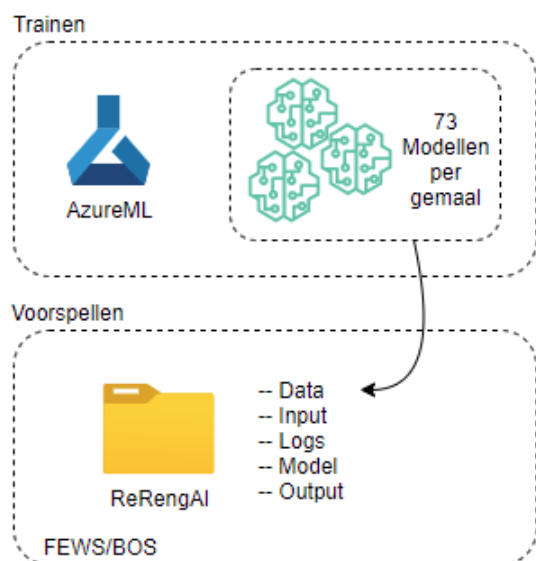 Trainen
AzureML
73
Modellen
per
gemaal
Voorspellen
-- Data
-- Input
-- Logs
-- Model
-- Output
ReRengAI
FEWS/BOS